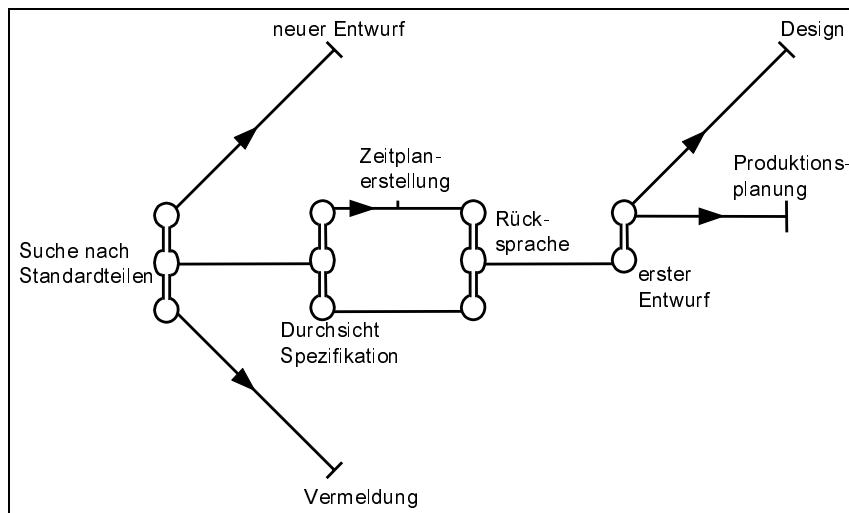 neuer Entwurf
Design
Zeitplan-
erstellung
Produktions-
planung
Suche nach
Standardteilen
Rück-
sprache
erster
Entwurf
Durchsicht
Spezifikation
Vermeldung